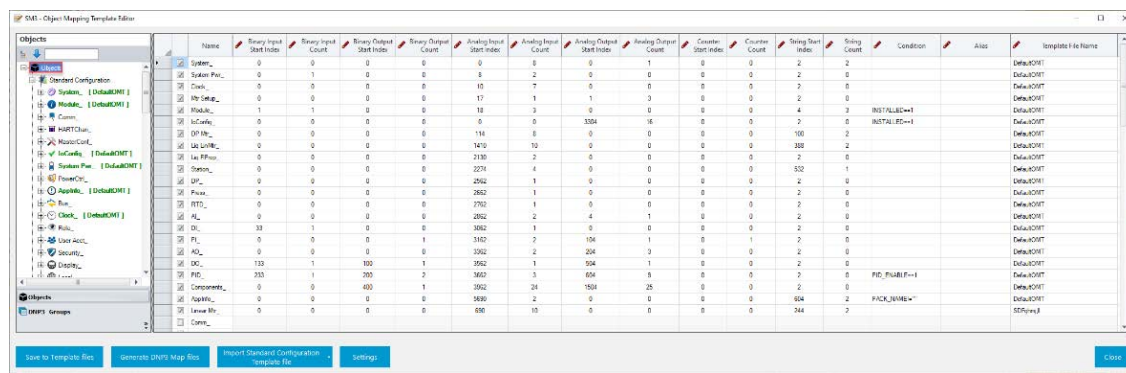 SM3 - Object Mapping Template Editor
Objects
Objects
Standard Configuration
System_ [ DefaultOMT ]
Module_ [ DefaultOMT ]
Comm_
HARTChan_
MasterConf_
IoConfig_ [ DefaultOMT ]
System Pwr_ [ DefaultOMT ]
PowerCtrl_
AppInfo_ [ DefaultOMT ]
Run_
Clock_ [ DefaultOMT ]
Role_
User Acct_
Security_
Display_
Objects
DNP3 Groups
Name Binary Input Start Index Binary Input Count Binary Output Start Index Binary Output Count Analog Input Start Index Analog Input Count Analog Output Start Index Analog Output Count Counter Start Index Counter Count String Start Index String Count Condition Alias Template File Name
System_ 0 0 0 0 0 0 0 1 0 0 2 2 DefaultOMT
System Pwr_ 0 1 0 0 8 2 0 0 0 0 2 0 DefaultOMT
Clock_ 0 0 0 0 10 7 0 0 0 0 2 0 DefaultOMT
Mtr Setup_ 0 0 0 0 17 1 1 3 0 0 2 0 DefaultOMT
Module_ 1 1 0 0 18 3 0 0 0 0 4 3 INSTALLED==1
IoConfig_ 0 0 0 0 0 0 3304 16 0 0 2 0 INSTALLED==1 DefaultOMT
DP Mtr_ 0 0 0 0 114 8 0 0 0 0 100 2 DefaultOMT
Liq LinMtr_ 0 0 0 0 1410 10 0 0 0 0 388 2 DefaultOMT
0 0 0 0 2130 2 0 0 0 0 2 0 DefaultOMT
Station_ 0 0 0 0 2274 4 0 0 0 0 532 1 DefaultOMT
DP_ 0 0 0 0 2562 1 0 0 0 0 2 0 DefaultOMT
Press_ 0 0 0 0 2662 1 0 0 0 0 2 0 DefaultOMT
RTD_ 0 0 0 0 2762 1 0 0 0 0 2 0 DefaultOMT
AI_ 0 0 0 0 2862 2 4 1 0 0 2 0 DefaultOMT
DI_ 33 1 0 0 3062 1 0 0 0 0 2 0 DefaultOMT
PI_ 0 0 0 1 3162 2 104 1 0 1 2 0 DefaultOMT
AO_ 0 0 0 0 3362 2 204 3 0 0 2 0 DefaultOMT
DO_ 133 1 100 1 3562 1 504 1 0 0 2 0 DefaultOMT
PID_ 233 1 200 2 3662 3 604 9 0 0 2 0 PID_ENABLE==1 DefaultOMT
Components_ 0 0 400 1 3962 24 1504 25 0 0 2 0 DefaultOMT
AppInfo_ 0 0 0 0 5690 2 0 0 0 0 604 2 DefaultOMT
Linear Mtr_ 0 0 0 0 690 10 0 0 0 0 244 2
Comm_
Save to Template files
Generate DNP3 Map files
Import Standard Configuration
Template file
Settings
Close